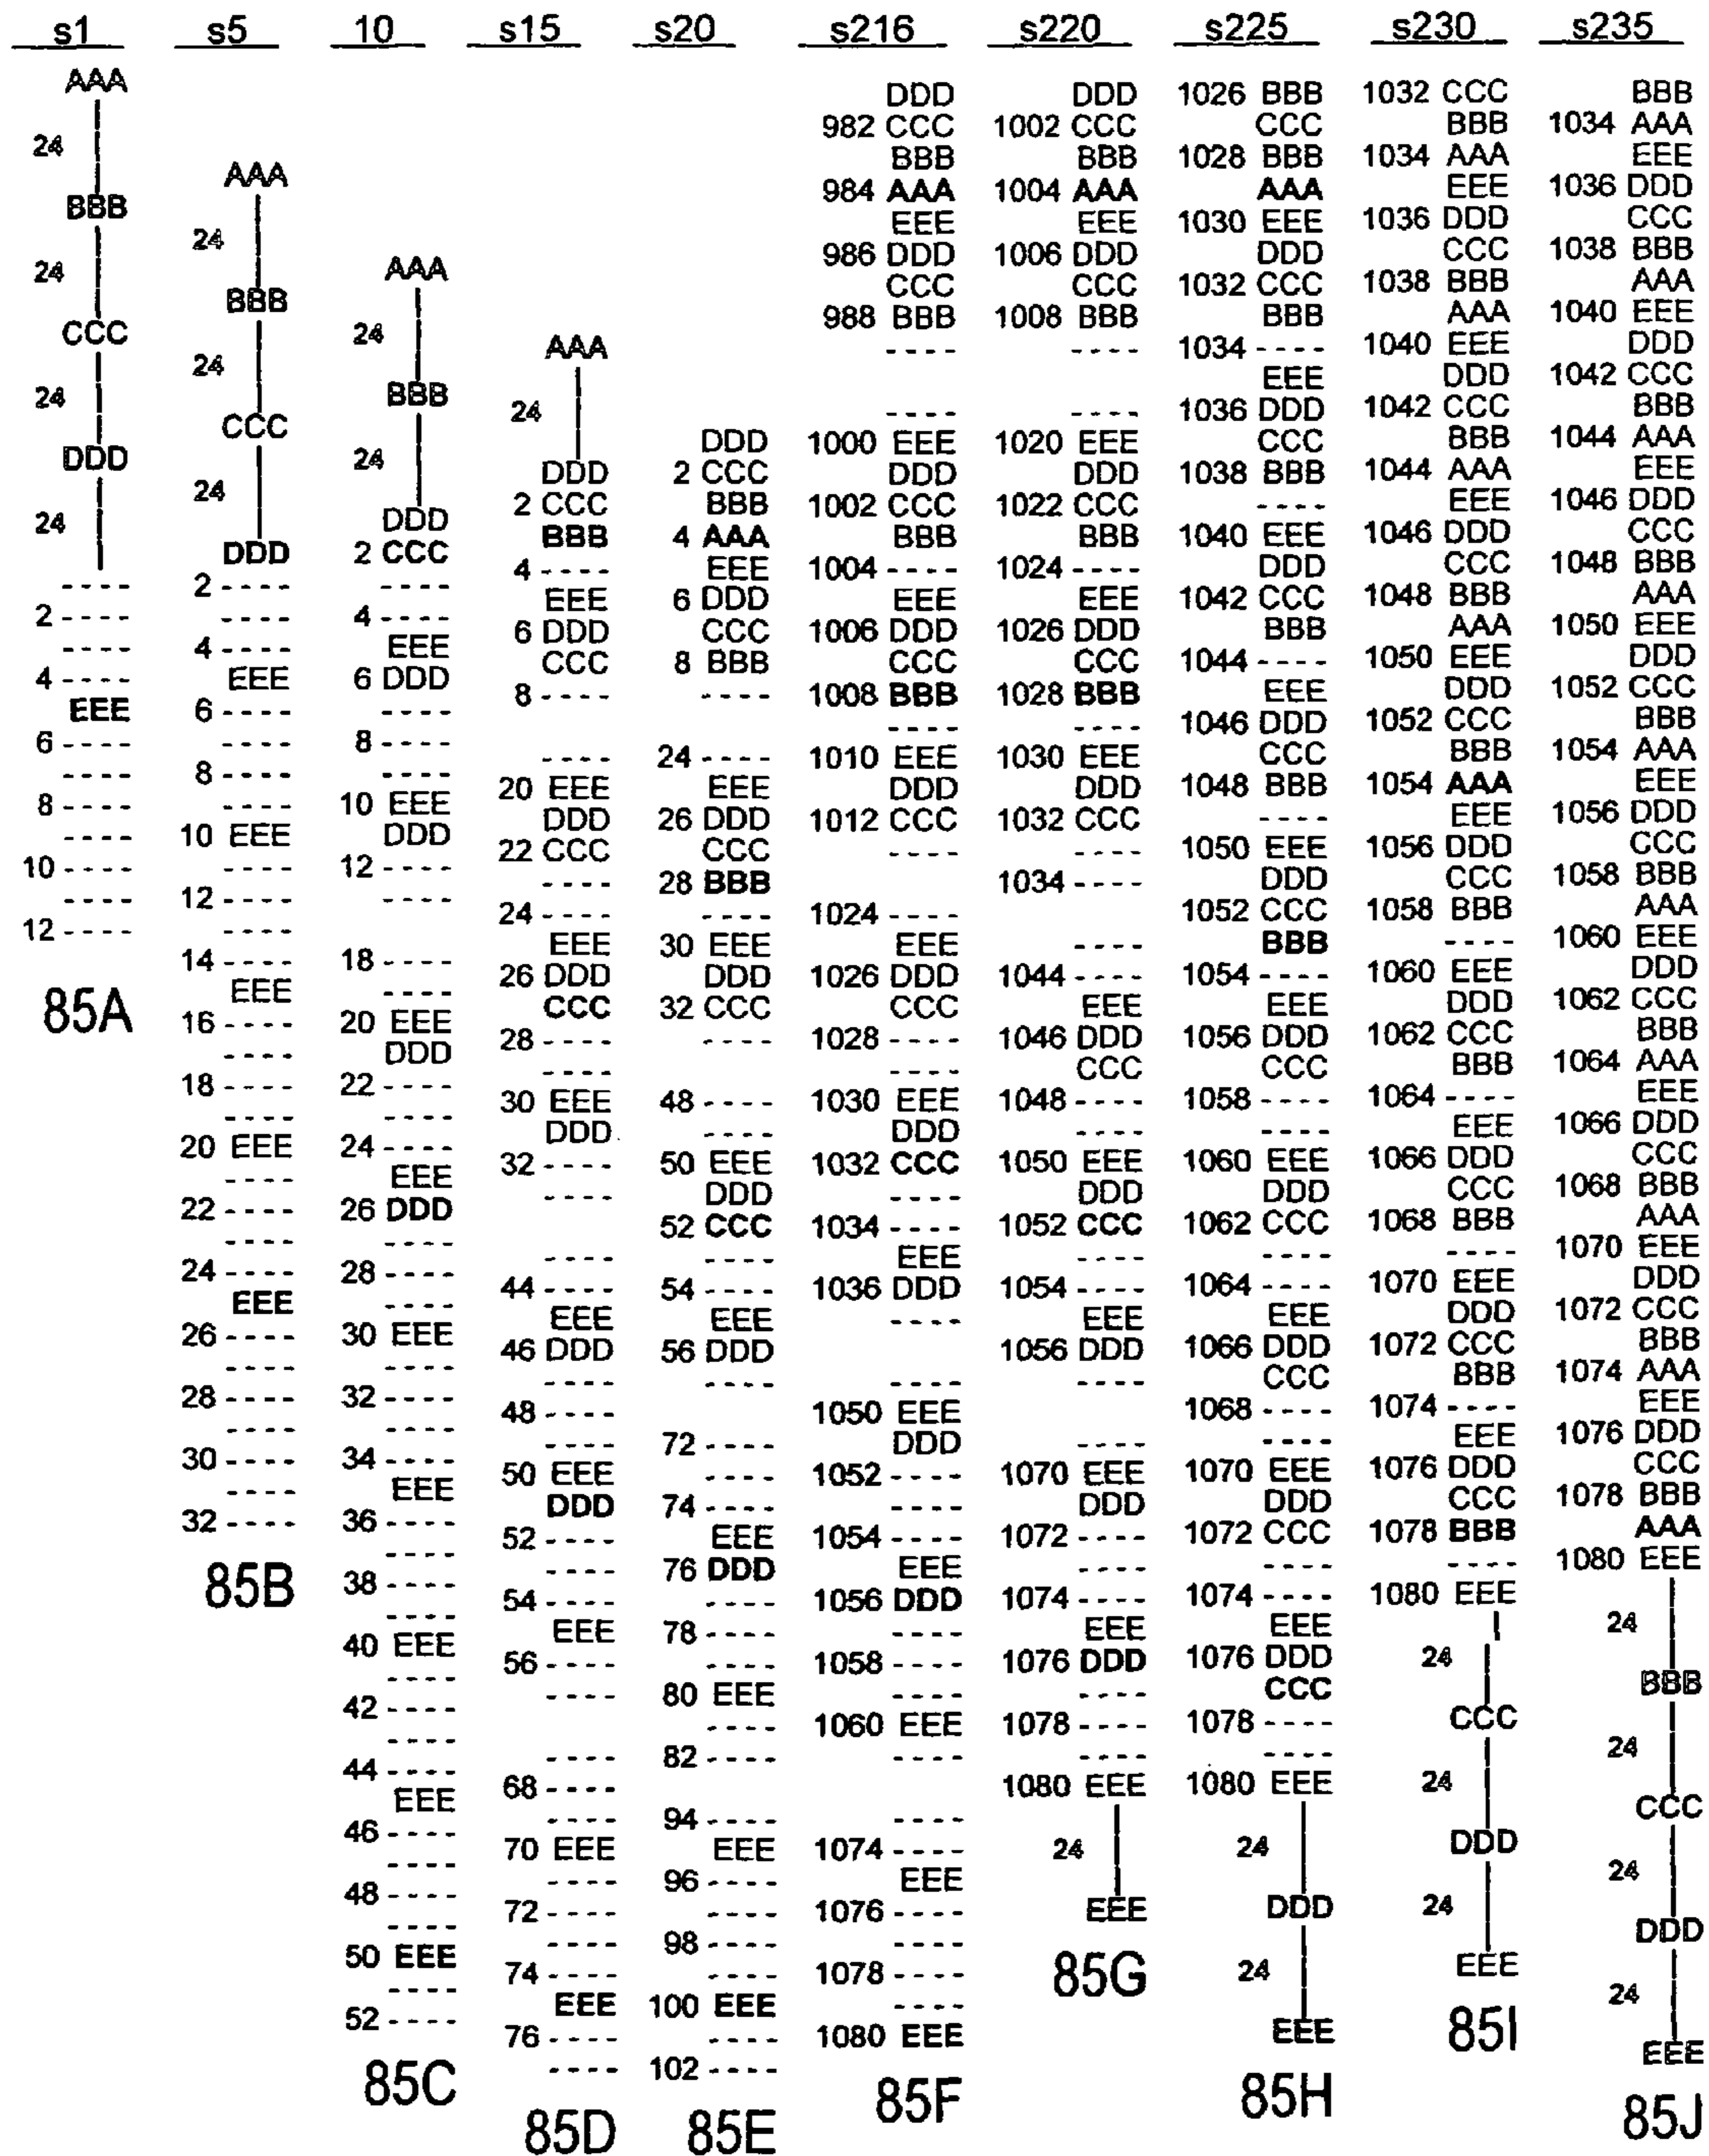 s1
AAA
24
BBB
24
CCC
24
DDD
24
----
2 ----
----
4 ----
EEE
6 ----
----
8 ----
----
10 ----
----
12 ----
85A
s5
AAA
24
BBB
24
CCC
24
DDD
2 ----
----
4 ----
EEE
6 ----
----
8 ----
----
10 EEE
----
12 ----
----
14 ----
EEE
16 ----
----
18 ----
----
20 EEE
----
22 ----
----
24 ----
EEE
26 ----
----
28 ----
----
30 ----
----
32 ----
85B
10
AAA
24
BBB
24
DDD
2 CCC
----
4 ----
EEE
6 DDD
----
8 ----
----
10 EEE
DDD
12 ----
----
18 ----
----
20 EEE
DDD
22 ----
----
24 ----
EEE
26 DDD
----
28 ----
----
30 EEE
----
32 ----
----
34 ----
EEE
36 ----
----
38 ----
----
40 EEE
----
42 ----
----
44 ----
EEE
46 ----
----
48 ----
----
50 EEE
----
52 ----
85C
s15
AAA
24
DDD
2 CCC
BBB
4 ----
EEE
6 DDD
CCC
8 ----
----
20 EEE
DDD
22 CCC
----
24 ----
EEE
26 DDD
CCC
28 ----
----
30 EEE
DDD
32 ----
----
----
44 ----
EEE
46 DDD
----
48 ----
----
50 EEE
DDD
52 ----
----
54 ----
EEE
56 ----
----
----
68 ----
----
70 EEE
----
72 ----
----
74 ----
EEE
76 ----
----
85D
s20
DDD
2 CCC
BBB
4 AAA
EEE
6 DDD
CCC
8 BBB
----
24 ----
EEE
26 DDD
CCC
28 BBB
----
30 EEE
DDD
32 CCC
----
48 ----
----
50 EEE
DDD
52 CCC
----
54 ----
EEE
56 DDD
----
72 ----
----
74 ----
EEE
76 DDD
----
78 ----
----
80 EEE
----
82 ----
----
94 ----
EEE
96 ----
----
98 ----
----
100 EEE
----
102 ----
85E
s216
DDD
982 CCC
BBB
984 AAA
EEE
986 DDD
CCC
988 BBB
----
----
1000 EEE
DDD
1002 CCC
BBB
1004 ----
EEE
1006 DDD
CCC
1008 BBB
----
1010 EEE
DDD
1012 CCC
----
1024 ----
EEE
1026 DDD
CCC
1028 ----
----
1030 EEE
DDD
1032 CCC
----
1034 ----
EEE
1036 DDD
----
----
1050 EEE
DDD
1052 ----
----
1054 ----
EEE
1056 DDD
----
1058 ----
----
1060 EEE
----
----
1074 ----
EEE
1076 ----
----
1078 ----
----
1080 EEE
85F
s220
DDD
1002 CCC
BBB
1004 AAA
EEE
1006 DDD
CCC
1008 BBB
----
----
1020 EEE
DDD
1022 CCC
BBB
1024 ----
EEE
1026 DDD
CCC
1028 BBB
----
1030 EEE
DDD
1032 CCC
----
1034 ----
----
1044 ----
EEE
1046 DDD
CCC
1048 ----
----
1050 EEE
DDD
1052 CCC
----
1054 ----
EEE
1056 DDD
----
----
1070 EEE
DDD
1072 ----
----
1074 ----
EEE
1076 DDD
----
1078 ----
----
1080 EEE
24
EEE
85G
s225
1026 BBB
CCC
1028 BBB
AAA
1030 EEE
DDD
1032 CCC
BBB
1034 ----
EEE
1036 DDD
CCC
1038 BBB
----
1040 EEE
DDD
1042 CCC
BBB
1044 ----
EEE
1046 DDD
CCC
1048 BBB
----
1050 EEE
DDD
1052 CCC
BBB
1054 ----
EEE
1056 DDD
CCC
1058 ----
----
1060 EEE
DDD
1062 CCC
----
1064 ----
EEE
1066 DDD
CCC
1068 ----
----
1070 EEE
DDD
1072 CCC
----
1074 ----
EEE
1076 DDD
CCC
1078 ----
----
1080 EEE
24
DDD
24
EEE
85H
s230
1032 CCC
BBB
1034 AAA
EEE
1036 DDD
CCC
1038 BBB
AAA
1040 EEE
DDD
1042 CCC
BBB
1044 AAA
EEE
1046 DDD
CCC
1048 BBB
AAA
1050 EEE
DDD
1052 CCC
BBB
1054 AAA
EEE
1056 DDD
CCC
1058 BBB
----
1060 EEE
DDD
1062 CCC
BBB
1064 ----
EEE
1066 DDD
CCC
1068 BBB
----
1070 EEE
DDD
1072 CCC
BBB
1074 ----
EEE
1076 DDD
CCC
1078 BBB
----
1080 EEE
24
CCC
24
DDD
24
EEE
85I
s235
BBB
1034 AAA
EEE
1036 DDD
CCC
1038 BBB
AAA
1040 EEE
DDD
1042 CCC
BBB
1044 AAA
EEE
1046 DDD
CCC
1048 BBB
AAA
1050 EEE
DDD
1052 CCC
BBB
1054 AAA
EEE
1056 DDD
CCC
1058 BBB
AAA
1060 EEE
DDD
1062 CCC
BBB
1064 AAA
EEE
1066 DDD
CCC
1068 BBB
AAA
1070 EEE
DDD
1072 CCC
BBB
1074 AAA
EEE
1076 DDD
CCC
1078 BBB
AAA
1080 EEE
24
BBB
24
CCC
24
DDD
24
EEE
85J